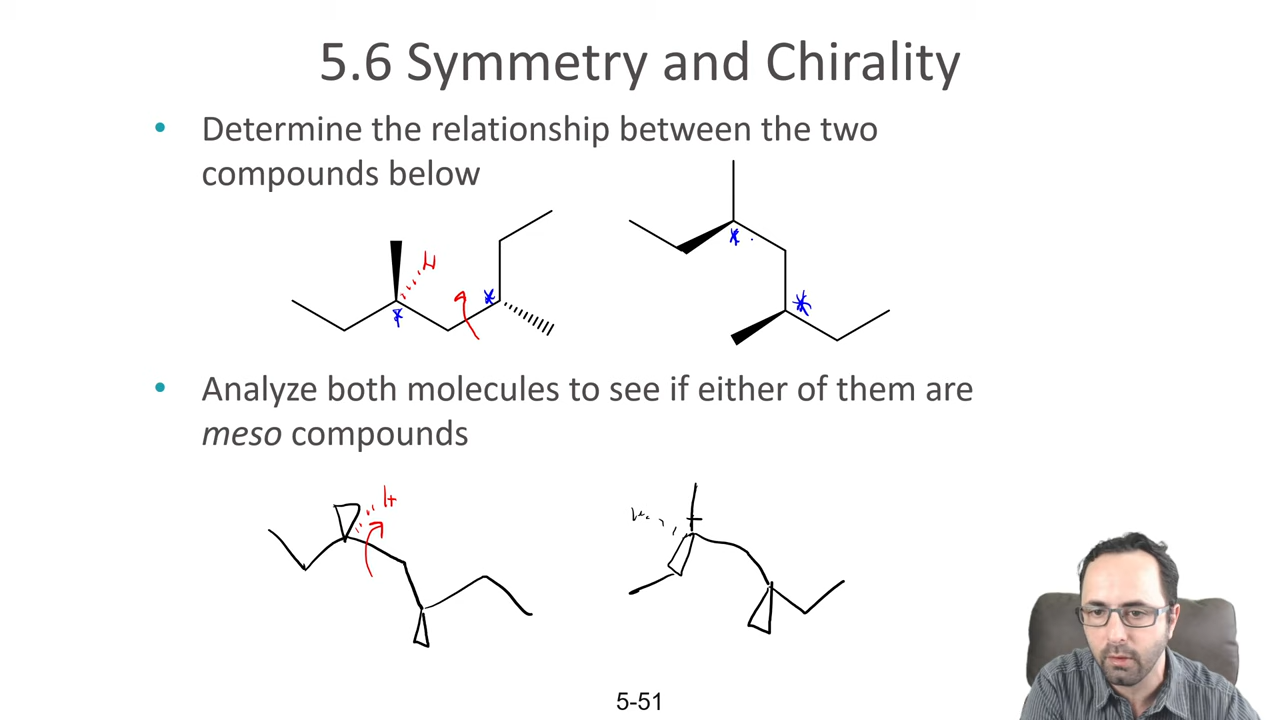 5.6 Symmetry and Chirality
• Determine the relationship between the two
compounds below
H
* * * *
• Analyze both molecules to see if either of them are
meso compounds
H
5-51